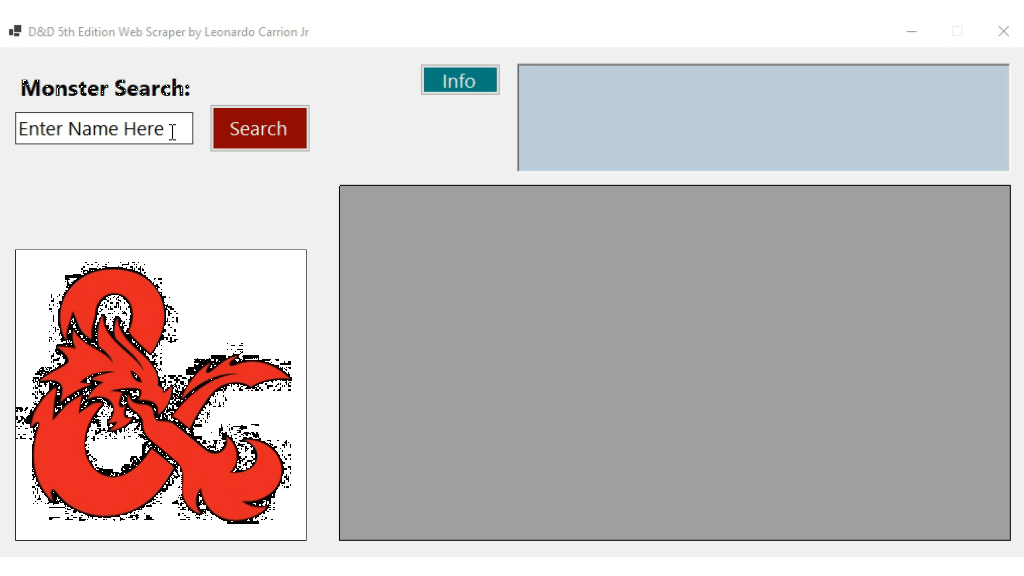 D&D 5th Edition Web Scraper by Leonardo Carrion Jr
Monster Search:
Enter Name Here
Search
Info